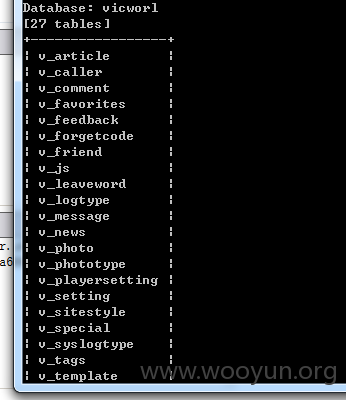 Database: vicworl
[27 tables]
+-----------------+
¦ v_article ¦
¦ v_caller ¦
¦ v_comment ¦
¦ v_favorites ¦
¦ v_feedback ¦
¦ v_forgetcode ¦
¦ v_friend ¦
¦ v_js ¦
¦ v_leaveword ¦
¦ v_logtype ¦
¦ v_message ¦
¦ v_news ¦
¦ v_photo ¦
¦ v_phototype ¦
¦ v_playersetting ¦
¦ v_setting ¦
¦ v_sitestyle ¦
¦ v_special ¦
¦ v_syslogtype ¦
¦ v_tags ¦
¦ v_template ¦
r.
a6
www.wooyun.org